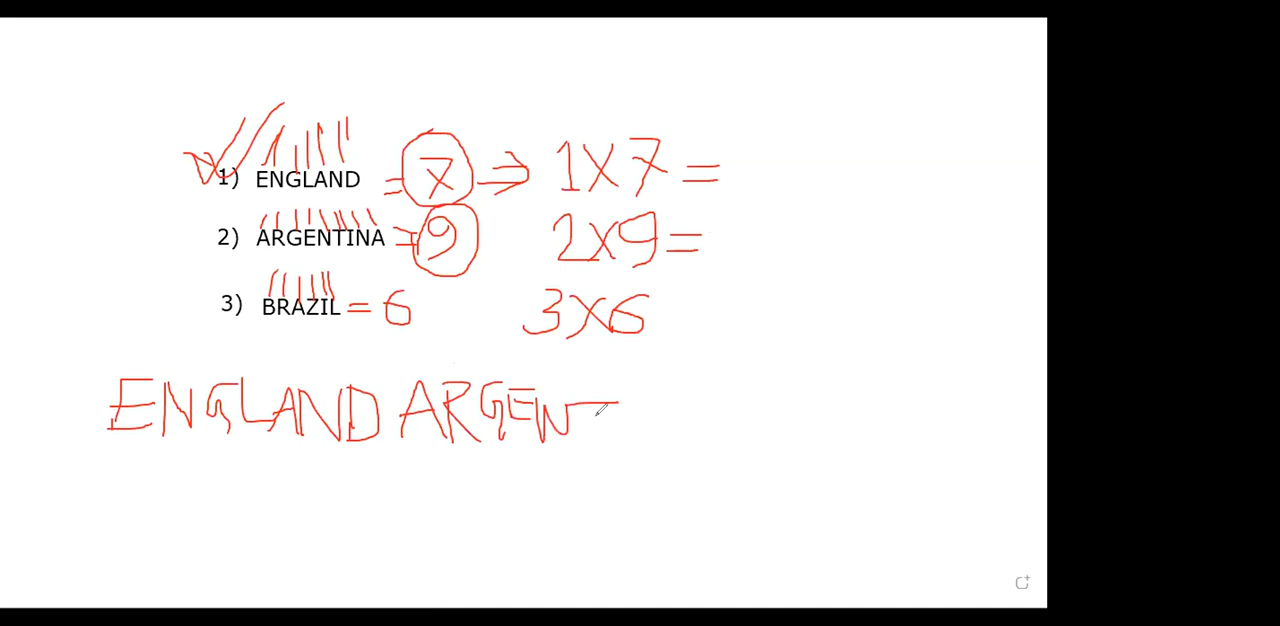 1) ENGLAND = 7 ⇒ 1X7=
2) ARGENTINA = 9 2X9=
3) BRAZIL = 6 3X6
ENGLAND ARGENT